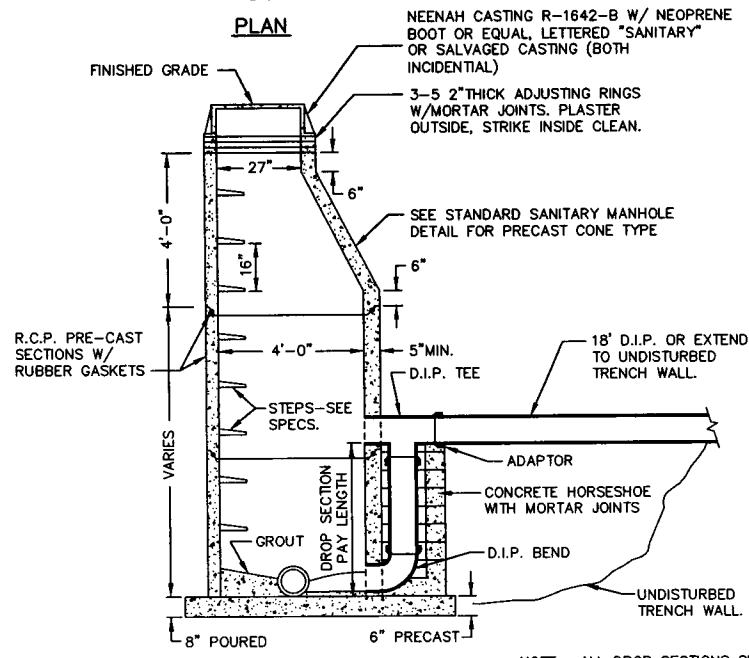 PLAN
NEENAH CASTING R-1642-B W/ NEOPRENE
BOOT OR EQUAL, LETTERED "SANITARY"
OR SALVAGED CASTING (BOTH
INCIDENTIAL)
FINISHED GRADE
3-5 2"THICK ADJUSTING RINGS
W/MORTAR JOINTS. PLASTER
OUTSIDE, STRIKE INSIDE CLEAN.
27"
6"
4'-0"
SEE STANDARD SANITARY MANHOLE
DETAIL FOR PRECAST CONE TYPE
16"
6"
R.C.P. PRE-CAST
SECTIONS W/
RUBBER GASKETS
4'-0"
5"MIN.
18' D.I.P. OR EXTEND
TO UNDISTURBED
TRENCH WALL.
D.I.P. TEE
STEPS-SEE
SPECS.
VARIES
ADAPTOR
DROP SECTION
PAY LENGTH
CONCRETE HORSESHOE
WITH MORTAR JOINTS
GROUT
D.I.P. BEND
UNDISTURBED
TRENCH WALL.
8" POURED
6" PRECAST